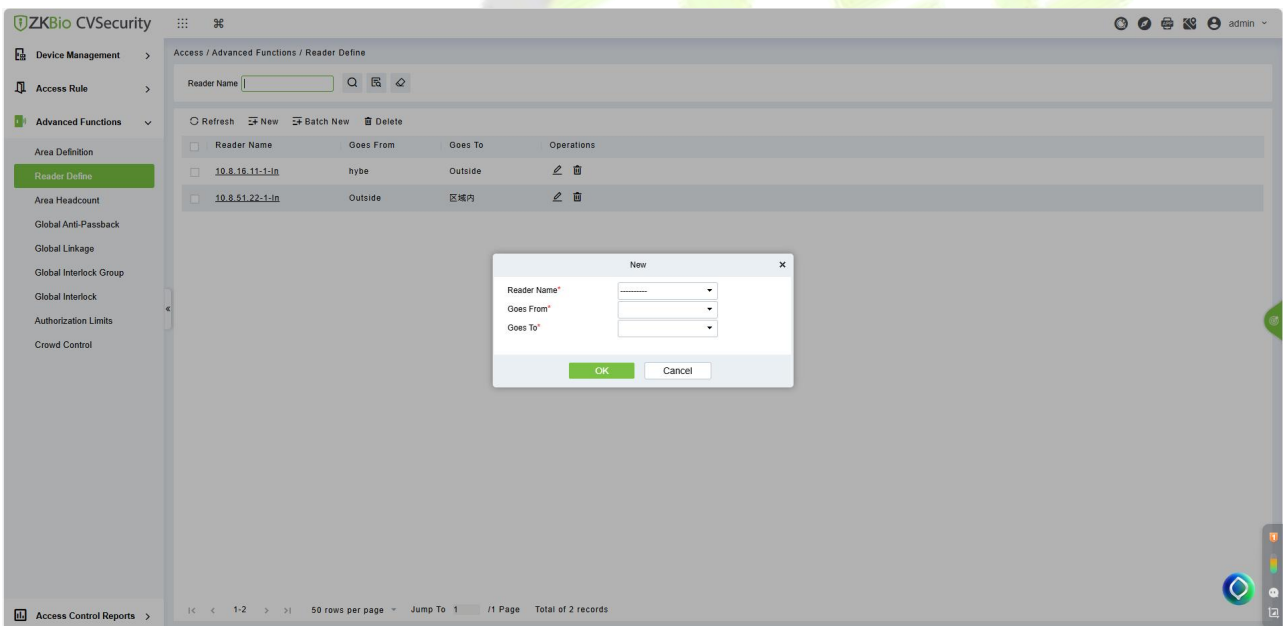 ZKBio CVSecurity
admin
Device Management
Access Rule
Advanced Functions
Area Definition
Reader Define
Area Headcount
Global Anti-Passback
Global Linkage
Global Interlock Group
Global Interlock
Authorization Limits
Crowd Control
Access Control Reports
Access / Advanced Functions / Reader Define
Reader Name
Refresh New Batch New Delete
Reader Name Goes From Goes To Operations
10.8.16.11-1-In hybe Outside
10.8.51.22-1-In Outside 区域内
New
Reader Name* ----------
Goes From*
Goes To*
OK Cancel
1-2 50 rows per page Jump To 1 /1 Page Total of 2 records